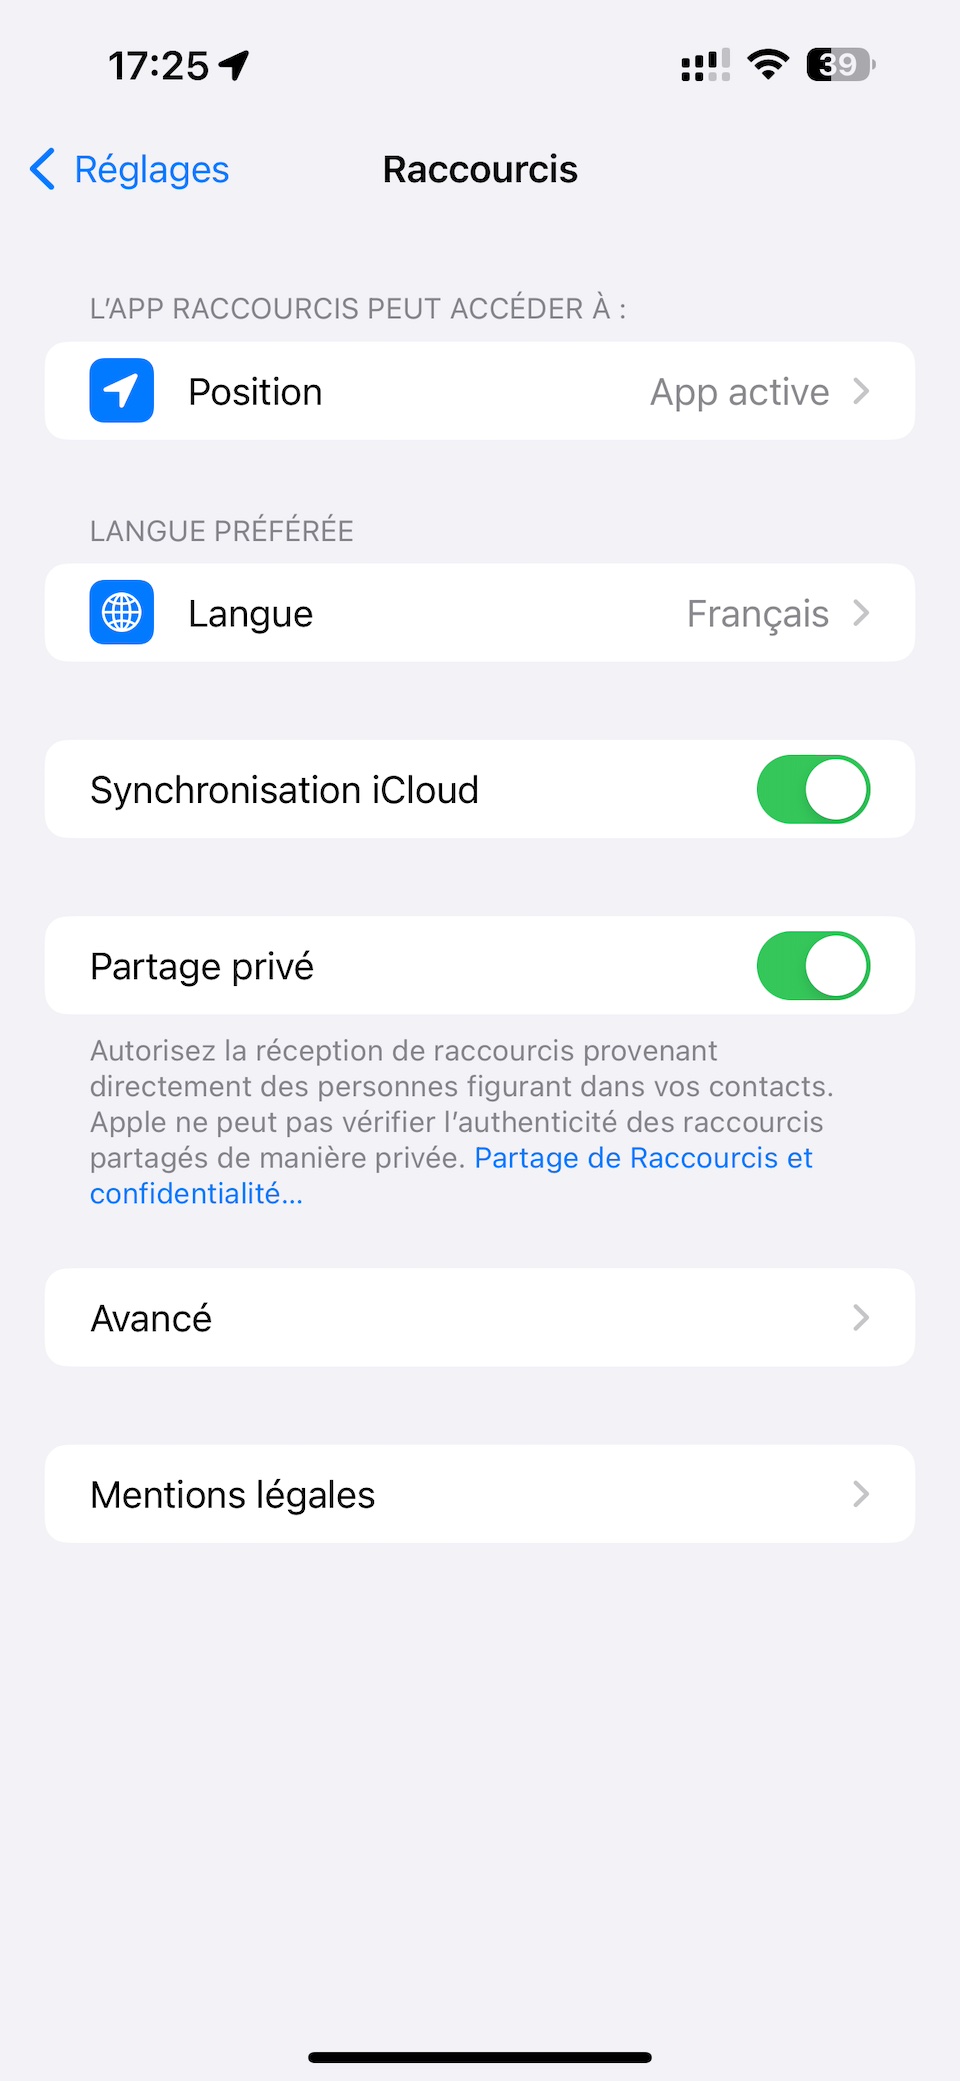 17:25
39
Réglages
Raccourcis
L’APP RACCOURCIS PEUT ACCÉDER À :
Position
App active
LANGUE PRÉFÉRÉE
Langue
Français
Synchronisation iCloud
Partage privé
Autorisez la réception de raccourcis provenant
directement des personnes figurant dans vos contacts.
Apple ne peut pas vérifier l’authenticité des raccourcis
partagés de manière privée. Partage de Raccourcis et
confidentialité…
Avancé
Mentions légales